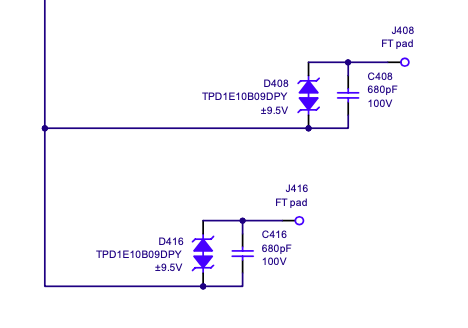 J408
FT pad
D408
TPD1E10B09DPY
±9.5V
C408
680pF
100V
J416
FT pad
D416
TPD1E10B09DPY
±9.5V
C416
680pF
100V